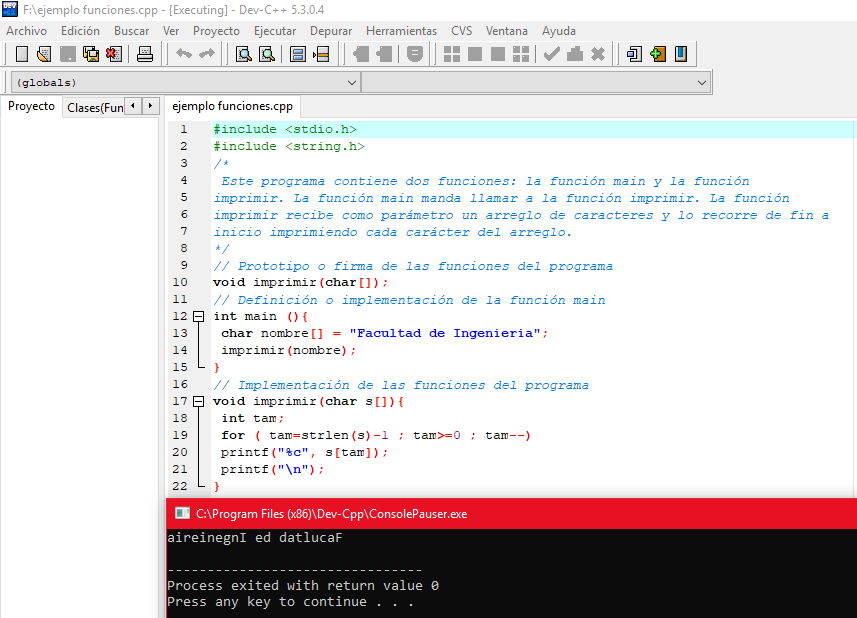 F:\ejemplo funciones.cpp - [Executing] - Dev-C++ 5.3.0.4
Archivo Edición Buscar Ver Proyecto Ejecutar Depurar Herramientas CVS Ventana Ayuda
(globals)
Proyecto Clases(Fun ejemplo funciones.cpp
1 #include <stdio.h>
2 #include <string.h>
3 /*
4 Este programa contiene dos funciones: la función main y la función
5 imprimir. La función main manda llamar a la función imprimir. La función
6 imprimir recibe como parámetro un arreglo de caracteres y lo recorre de fin a
7 inicio imprimiendo cada carácter del arreglo.
8 */
9 // Prototipo o firma de las funciones del programa
10 void imprimir(char[]);
11 // Definición o implementación de la función main
12 int main (){
13 char nombre[] = "Facultad de Ingenieria";
14 imprimir(nombre);
15 }
16 // Implementación de las funciones del programa
17 void imprimir(char s[]){
18 int tam;
19 for ( tam=strlen(s)-1 ; tam>=0 ; tam--)
20 printf("%c", s[tam]);
21 printf("\n");
22 }
C:\Program Files (x86)\Dev-Cpp\ConsolePauser.exe
aireinegnI ed datlucaF
--------------------------------
Process exited with return value 0
Press any key to continue . . .